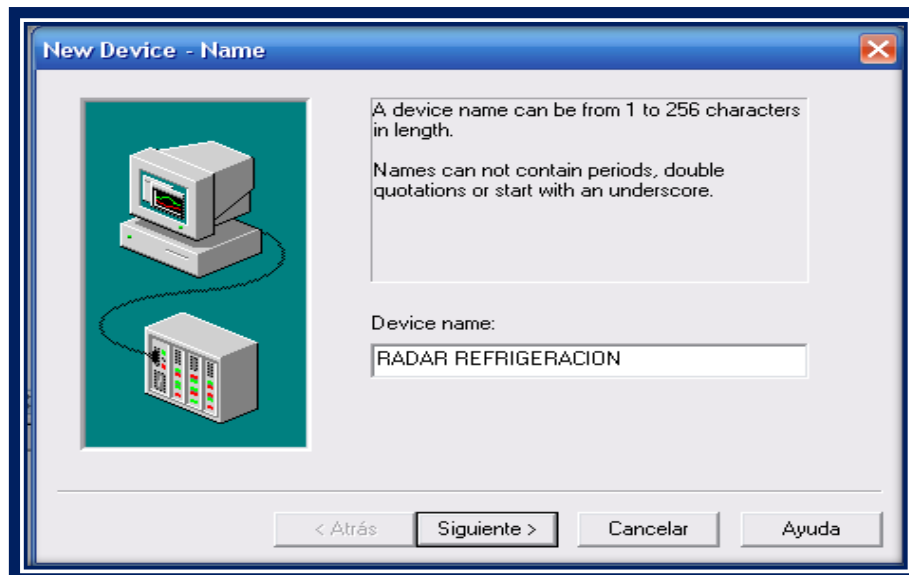 New Device - Name
A device name can be from 1 to 256 characters
in length.
Names can not contain periods, double
quotations or start with an underscore.
Device name:
RADAR REFRIGERACION
< Atrás
Siguiente >
Cancelar
Ayuda